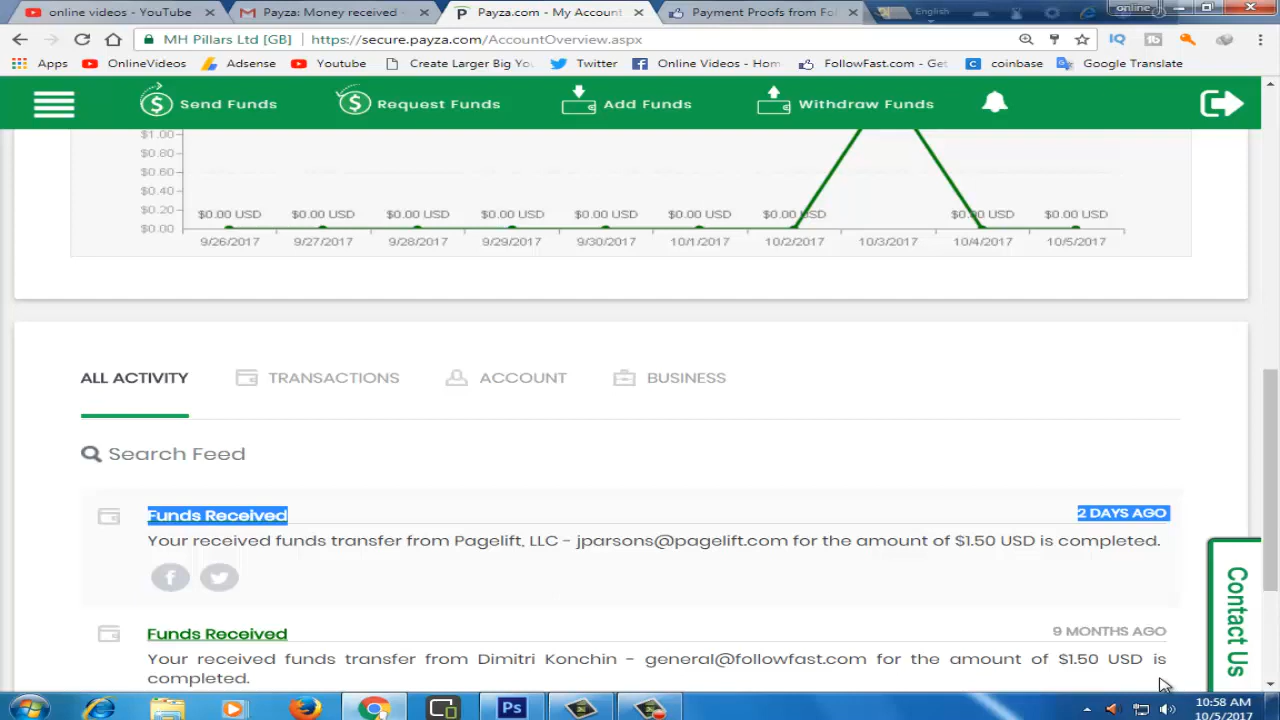 online videos - YouTube
Payza: Money received -
Payza.com - My Account
Payment Proofs from Fol
English
online
MH Pillars Ltd [GB]
https://secure.payza.com/AccountOverview.aspx
Apps
OnlineVideos
Adsense
Youtube
Create Larger Big Yo
Twitter
Online Videos - Hom
FollowFast.com - Get
coinbase
Google Translate
Send Funds
Request Funds
Add Funds
Withdraw Funds
$1.00
$0.80
$0.60
$0.40
$0.20
$0.00
$0.00 USD $0.00 USD $0.00 USD $0.00 USD $0.00 USD $0.00 USD $0.00 USD $0.00 USD $0.00 USD
9/26/2017 9/27/2017 9/28/2017 9/29/2017 9/30/2017 10/1/2017 10/2/2017 10/3/2017 10/4/2017 10/5/2017
ALL ACTIVITY TRANSACTIONS ACCOUNT BUSINESS
Search Feed
Funds Received 2 DAYS AGO
Your received funds transfer from Pagelift, LLC - jparsons@pagelift.com for the amount of $1.50 USD is completed.
Funds Received 9 MONTHS AGO
Your received funds transfer from Dimitri Konchin - general@followfast.com for the amount of $1.50 USD is
completed.
Contact Us
10:58 AM
10/5/2017